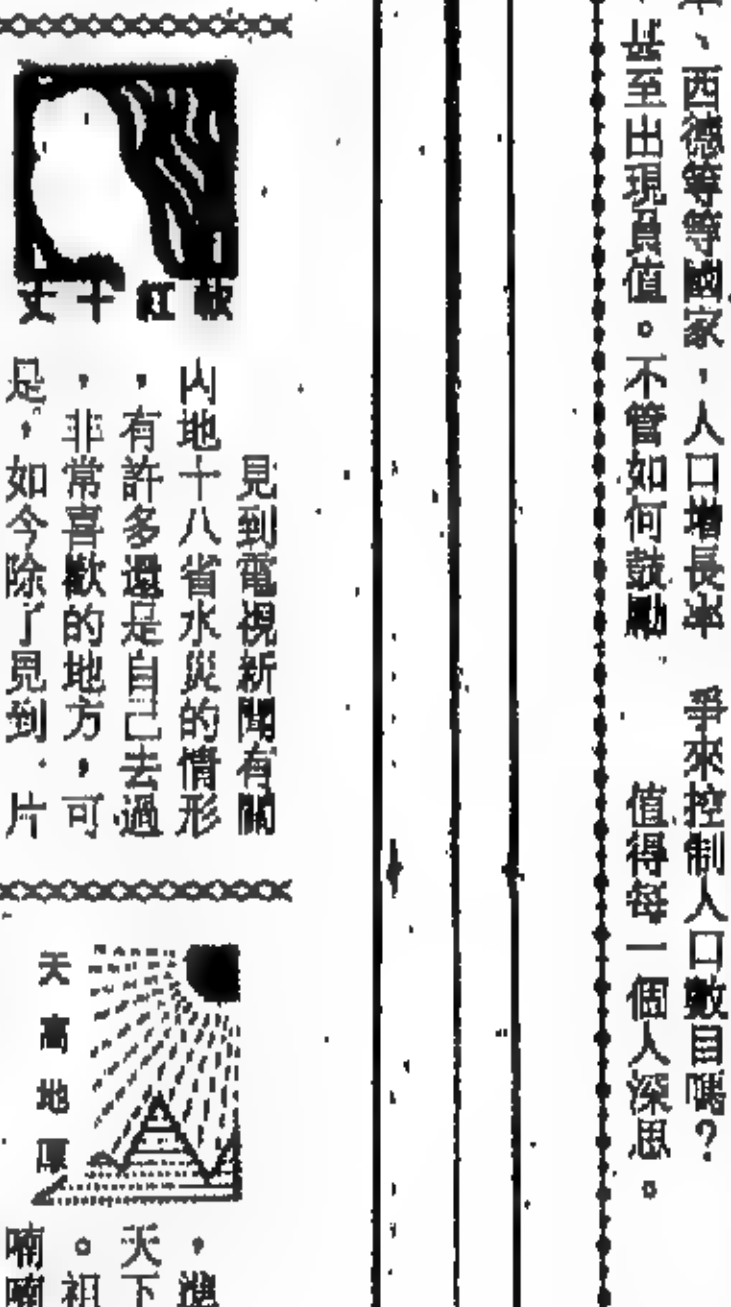 、西德等等國家，人口增長率
甚至出現負值。不管如何鼓勵
爭來控制人口數目嗎？
值得每一個人深思。
軟紅十丈
見到電視新聞有關
內地十八省水災的情形
，有許多還是自己去過
，非常喜歡的地方，可
是，如今除了見到　片
天高地厚
，準
天下
。祖
喃喃